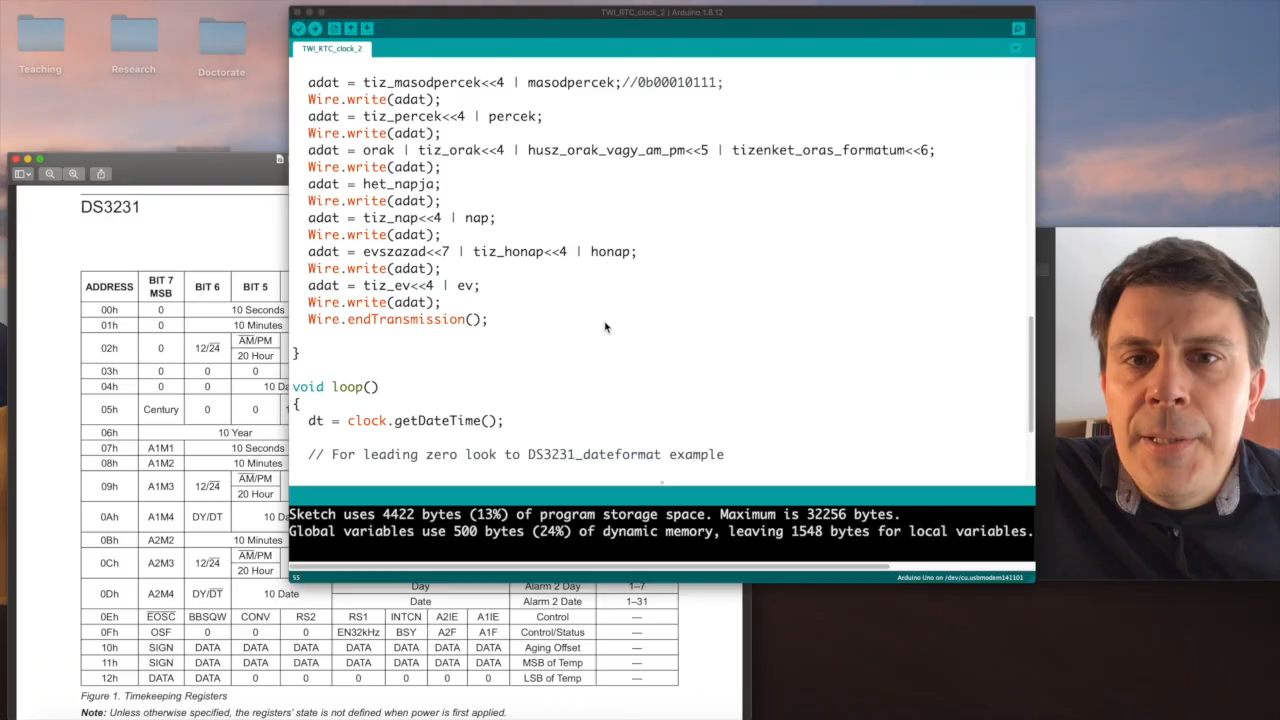 TWI_RTC_clock_2 | Arduino 1.8.12
Teaching
Research
Doctorate
TWI_RTC_clock_2
adat = tiz_masodpercek<<4 | masodpercek;//0b00010111;
Wire.write(adat);
adat = tiz_percek<<4 | percek;
Wire.write(adat);
adat = orak | tiz_orak<<4 | husz_orak_vagy_am_pm<<5 | tizenket_oras_formatum<<6;
Wire.write(adat);
adat = het_napja;
Wire.write(adat);
adat = tiz_nap<<4 | nap;
Wire.write(adat);
adat = evszazad<<7 | tiz_honap<<4 | honap;
Wire.write(adat);
adat = tiz_ev<<4 | ev;
Wire.write(adat);
Wire.endTransmission();
}
void loop()
{
dt = clock.getDateTime();
// For leading zero look to DS3231_dateformat example
Sketch uses 4422 bytes (13%) of program storage space. Maximum is 32256 bytes.
Global variables use 500 bytes (24%) of dynamic memory, leaving 1548 bytes for local variables.
55
Arduino Uno on /dev/cu.usbmodem141101
DS3231
ADDRESS BIT 7 MSB BIT 6 BIT 5
00h 0 10 Seconds
01h 0 10 Minutes
02h 0 12/24 AM/PM 20 Hour
03h 0 0 0
04h 0 0 10 Da
05h Century 0 0
06h 10 Year
07h A1M1 10 Seconds
08h A1M2 10 Minutes
09h A1M3 12/24 AM/PM 20 Hour
0Ah A1M4 DY/DT 10 D
0Bh A2M2 10 Minutes
0Ch A2M3 12/24 AM/PM 20 Hour
0Dh A2M4 DY/DT 10 Date Day Alarm 2 Day 1–7
Date Alarm 2 Date 1–31
0Eh EOSC BBSQW CONV RS2 RS1 INTCN A2IE A1IE Control —
0Fh OSF 0 0 0 EN32kHz BSY A2F A1F Control/Status —
10h SIGN DATA DATA DATA DATA DATA DATA DATA Aging Offset —
11h SIGN DATA DATA DATA DATA DATA DATA DATA MSB of Temp —
12h DATA DATA 0 0 0 0 0 0 LSB of Temp —
Figure 1. Timekeeping Registers
Note: Unless otherwise specified, the registers' state is not defined when power is first applied.